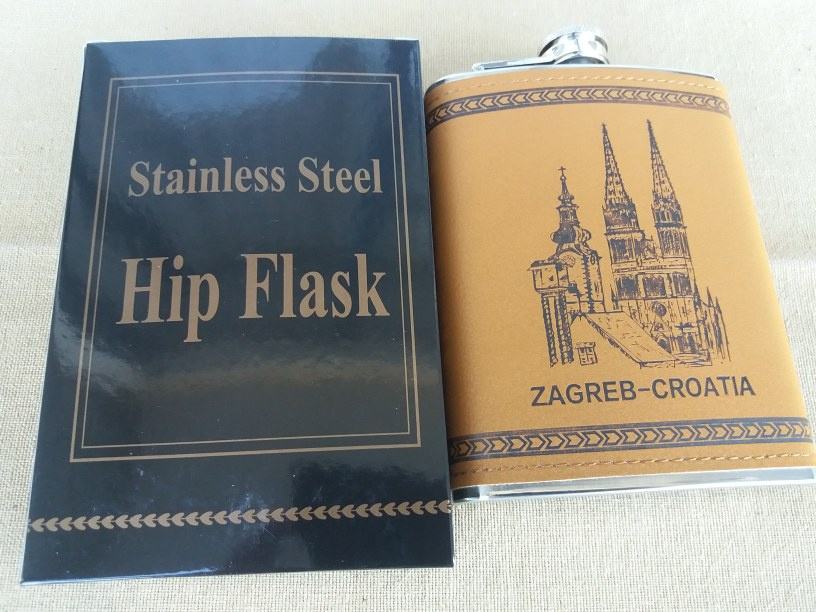 Stainless Steel
Hip Flask
ZAGREB-CROATIA